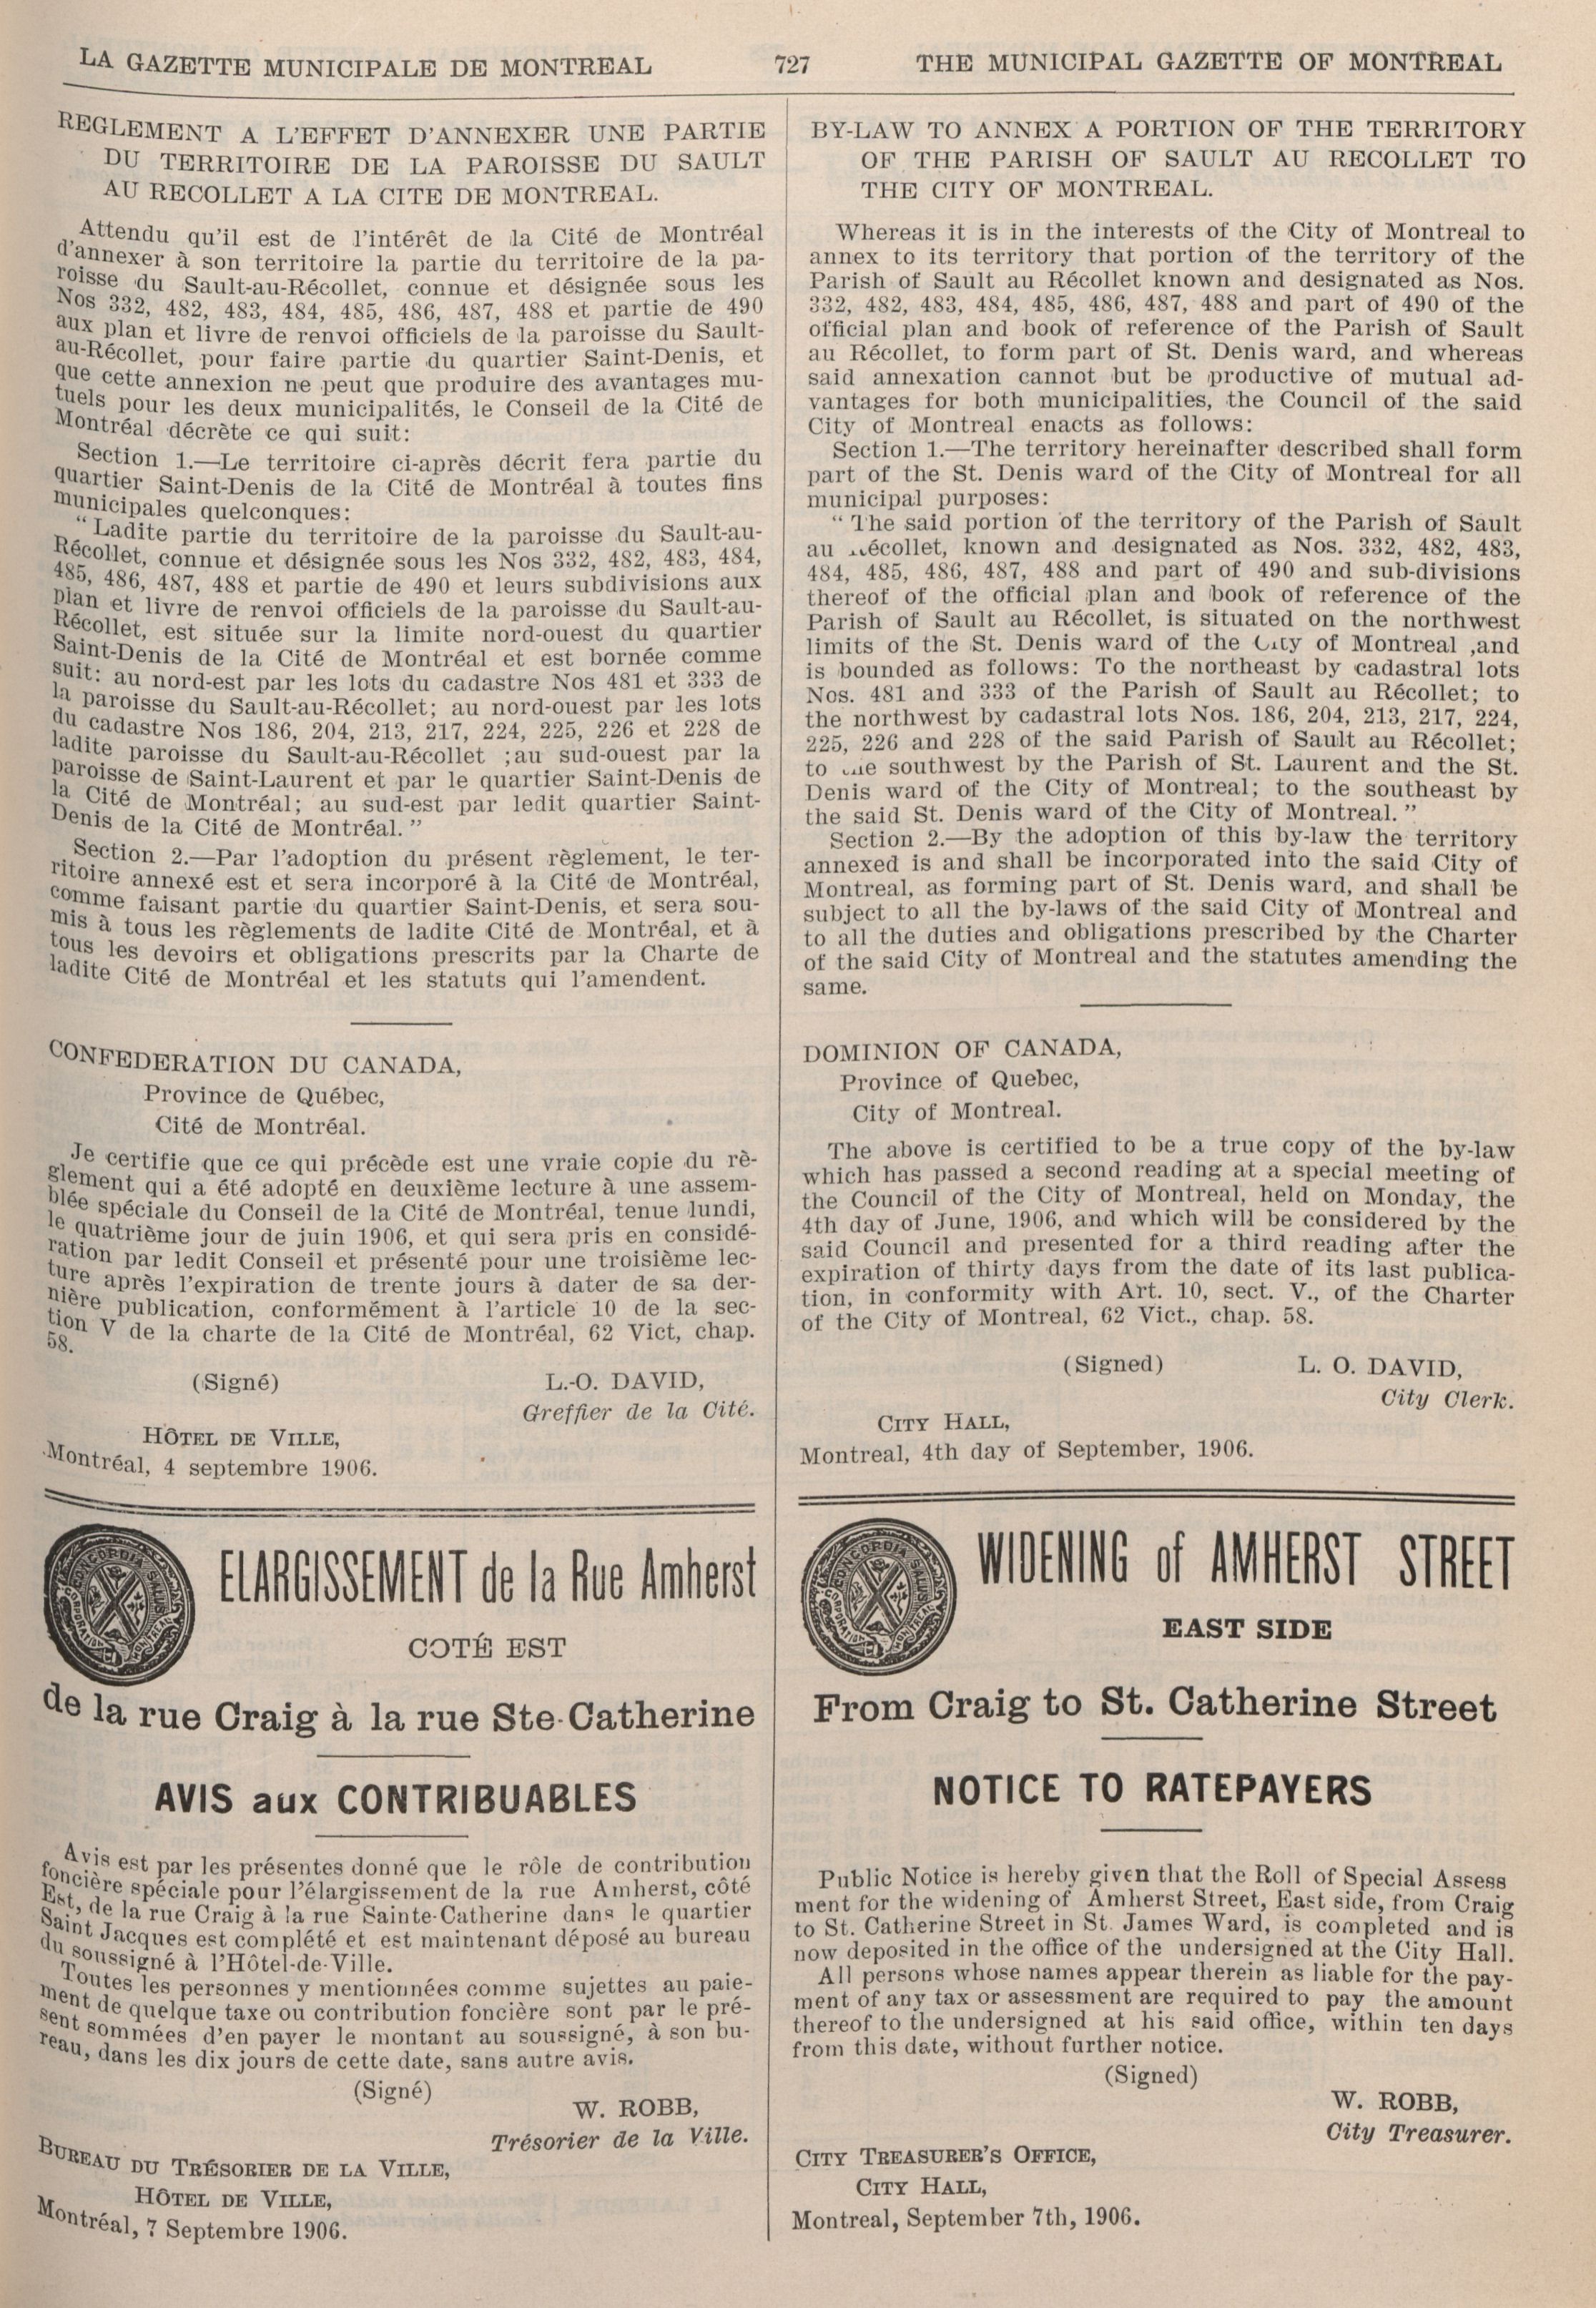 LA GAZETTE MUNICIPALE DE MONTREAL 727 THE MUNICIPAL GAZETTE OF MONTREAL
REGLEMENT A L'EFFET D'ANNEXER UNE PARTIE
DU TERRITOIRE DE LA PAROISSE DU SAULT
AU RECOLLET A LA CITE DE MONTREAL.
Attendu qu'il est de l'intérêt de la Cité de Montréal
d'annexer à son territoire la partie du territoire de la pa-
roisse du Sault-au-Récollet, connue et désignée sous les
Nos 332, 482, 483, 484, 485, 486, 487, 488 et partie de 490
aux plan et livre de renvoi officiels de la paroisse du Sault-
au-Récollet, pour faire partie du quartier Saint-Denis, et
que cette annexion ne peut que produire des avantages mu-
tuels pour les deux municipalités, le Conseil de la Cité de
Montréal décrète ce qui suit:
Section 1.—Le territoire ci-après décrit fera partie du
quartier Saint-Denis de la Cité de Montréal à toutes fins
municipales quelconques:
" Ladite partie du territoire de la paroisse du Sault-au-
Récollet, connue et désignée sous les Nos 332, 482, 483, 484,
485, 486, 487, 488 et partie de 490 et leurs subdivisions aux
plan et livre de renvoi officiels de la paroisse du Sault-au-
Récollet, est située sur la limite nord-ouest du quartier
Saint-Denis de la Cité de Montréal et est bornée comme
suit: au nord-est par les lots du cadastre Nos 481 et 333 de
la paroisse du Sault-au-Récollet; au nord-ouest par les lots
du cadastre Nos 186, 204, 213, 217, 224, 225, 226 et 228 de
ladite paroisse du Sault-au-Récollet ;au sud-ouest par la
paroisse de Saint-Laurent et par le quartier Saint-Denis de
la Cité de Montréal; au sud-est par ledit quartier Saint-
Denis de la Cité de Montréal. "
Section 2.—Par l'adoption du présent règlement, le ter-
ritoire annexé est et sera incorporé à la Cité de Montréal,
comme faisant partie du quartier Saint-Denis, et sera sou-
mis à tous les règlements de ladite Cité de Montréal, et à
tous les devoirs et obligations prescrits par la Charte de
ladite Cité de Montréal et les statuts qui l'amendent.
CONFEDERATION DU CANADA,
Province de Québec,
Cité de Montréal.
Je certifie que ce qui précède est une vraie copie du rè-
glement qui a été adopté en deuxième lecture à une assem-
blée spéciale du Conseil de la Cité de Montréal, tenue lundi,
le quatrième jour de juin 1906, et qui sera pris en considé-
ration par ledit Conseil et présenté pour une troisième lec-
ture après l'expiration de trente jours à dater de sa der-
nière publication, conformément à l'article 10 de la sec-
tion V de la charte de la Cité de Montréal, 62 Vict, chap.
58.
(Signé) L.-O. DAVID,
Greffier de la Cité.
HÔTEL DE VILLE,
Montréal, 4 septembre 1906.
CONCORDIA SALUS
CORPORATION MONTREAL
ELARGISSEMENT de la Rue Amherst
COTÉ EST
de la rue Craig à la rue Ste-Catherine
AVIS aux CONTRIBUABLES
Avis est par les présentes donné que le rôle de contribution
foncière spéciale pour l'élargissement de la rue Amherst, côté
Est, de la rue Craig à la rue Sainte-Catherine dans le quartier
Saint Jacques est complété et est maintenant déposé au bureau
du soussigné à l'Hôtel-de-Ville.
Toutes les personnes y mentionnées comme sujettes au paie-
ment de quelque taxe ou contribution foncière sont par le pré-
sent sommées d'en payer le montant au soussigné, à son bu-
reau, dans les dix jours de cette date, sans autre avis.
(Signé)
W. ROBB,
Trésorier de la Ville.
BUREAU DU TRÉSORIER DE LA VILLE,
HÔTEL DE VILLE,
Montréal, 7 Septembre 1906.
BY-LAW TO ANNEX A PORTION OF THE TERRITORY
OF THE PARISH OF SAULT AU RECOLLET TO
THE CITY OF MONTREAL.
Whereas it is in the interests of the City of Montreal to
annex to its territory that portion of the territory of the
Parish of Sault au Récollet known and designated as Nos.
332, 482, 483, 484, 485, 486, 487, 488 and part of 490 of the
official plan and book of reference of the Parish of Sault
au Récollet, to form part of St. Denis ward, and whereas
said annexation cannot but be productive of mutual ad-
vantages for both municipalities, the Council of the said
City of Montreal enacts as follows:
Section 1.—The territory hereinafter described shall form
part of the St. Denis ward of the City of Montreal for all
municipal purposes:
" The said portion of the territory of the Parish of Sault
au Récollet, known and designated as Nos. 332, 482, 483,
484, 485, 486, 487, 488 and part of 490 and sub-divisions
thereof of the official plan and book of reference of the
Parish of Sault au Récollet, is situated on the northwest
limits of the St. Denis ward of the City of Montreal ,and
is bounded as follows: To the northeast by cadastral lots
Nos. 481 and 333 of the Parish of Sault au Récollet; to
the northwest by cadastral lots Nos. 186, 204, 213, 217, 224,
225, 226 and 228 of the said Parish of Sault au Récollet;
to the southwest by the Parish of St. Laurent and the St.
Denis ward of the City of Montreal; to the southeast by
the said St. Denis ward of the City of Montreal. "
Section 2.—By the adoption of this by-law the territory
annexed is and shall be incorporated into the said City of
Montreal, as forming part of St. Denis ward, and shall be
subject to all the by-laws of the said City of Montreal and
to all the duties and obligations prescribed by the Charter
of the said City of Montreal and the statutes amending the
same.
DOMINION OF CANADA,
Province of Quebec,
City of Montreal.
The above is certified to be a true copy of the by-law
which has passed a second reading at a special meeting of
the Council of the City of Montreal, held on Monday, the
4th day of June, 1906, and which will be considered by the
said Council and presented for a third reading after the
expiration of thirty days from the date of its last publica-
tion, in conformity with Art. 10, sect. V., of the Charter
of the City of Montreal, 62 Vict., chap. 58.
(Signed) L. O. DAVID,
City Clerk.
CITY HALL,
Montreal, 4th day of September, 1906.
CONCORDIA SALUS
CORPORATION MONTREAL
WIDENING of AMHERST STREET
EAST SIDE
From Craig to St. Catherine Street
NOTICE TO RATEPAYERS
Public Notice is hereby given that the Roll of Special Assess
ment for the widening of Amherst Street, East side, from Craig
to St. Catherine Street in St. James Ward, is completed and is
now deposited in the office of the undersigned at the City Hall.
All persons whose names appear therein as liable for the pay-
ment of any tax or assessment are required to pay the amount
thereof to the undersigned at his said office, within ten days
from this date, without further notice.
(Signed)
W. ROBB,
City Treasurer.
CITY TREASURER'S OFFICE,
CITY HALL,
Montreal, September 7th, 1906.